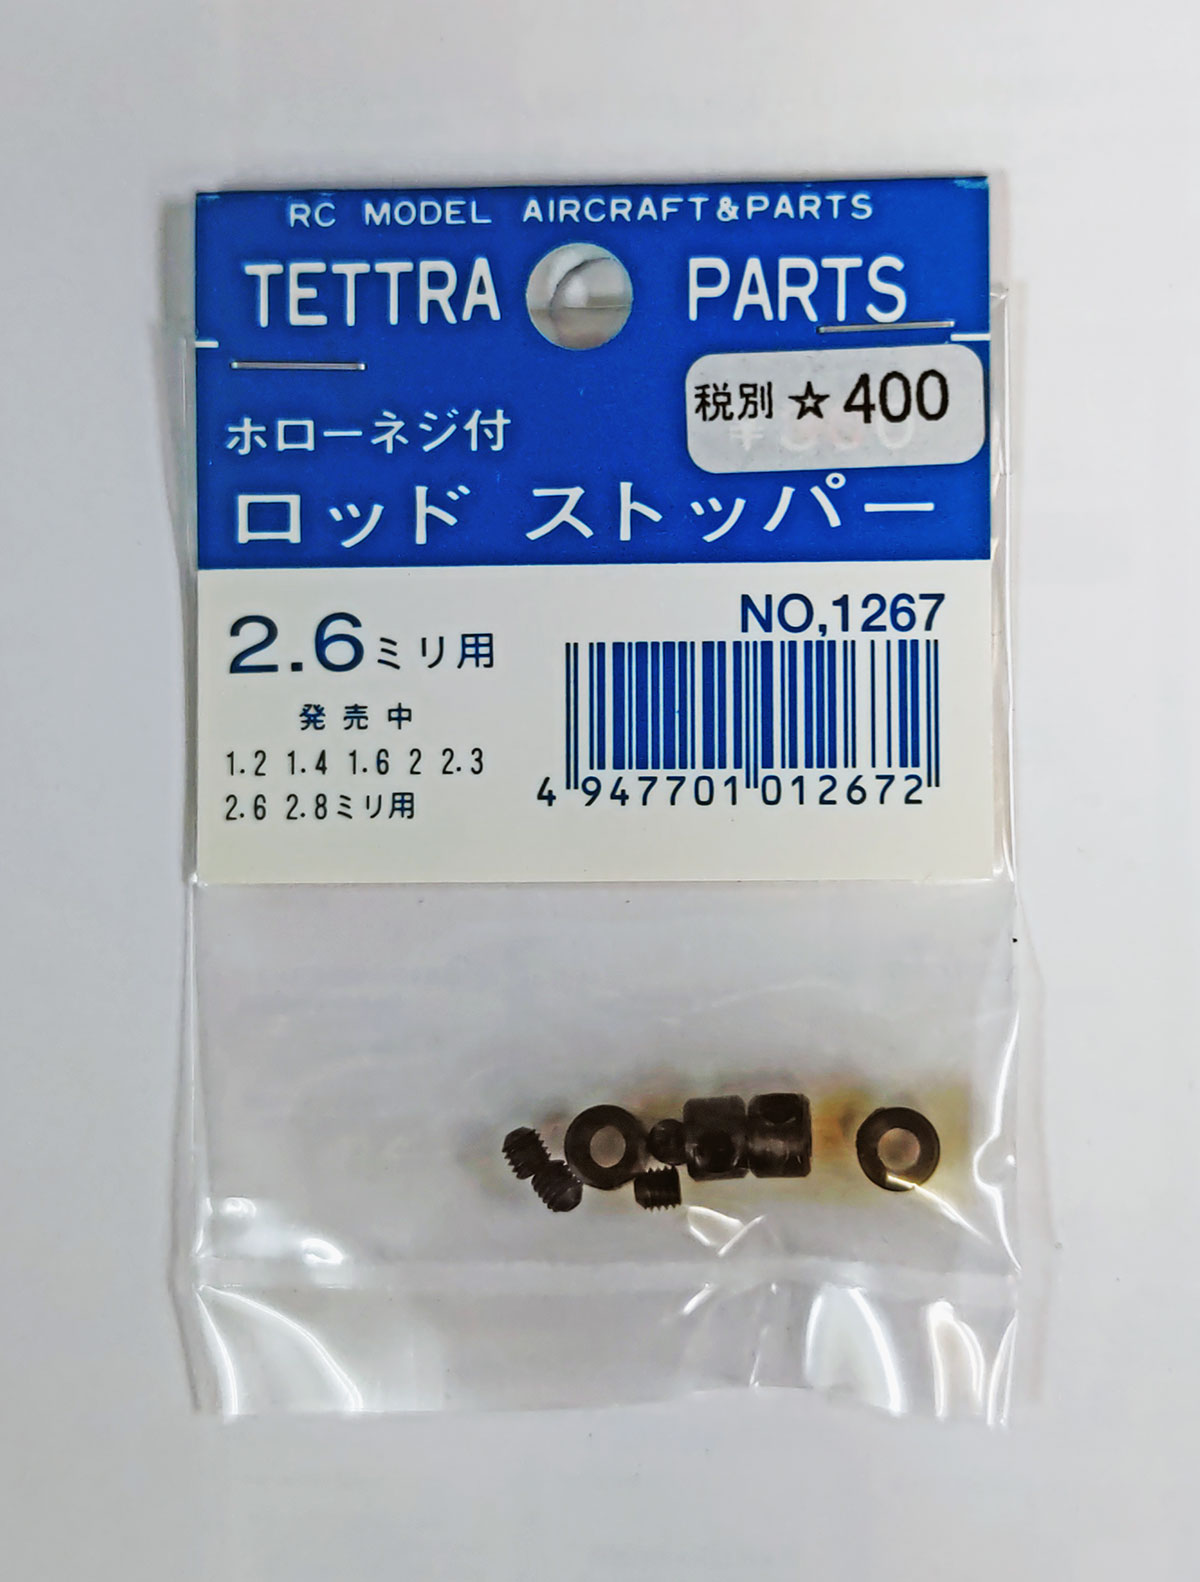 RC MODEL AIRCRAFT&PARTS
TETTRA PARTS
税別 ☆400
ホローネジ付
ロッド ストッパー
2.6ミリ用
発売中
1.2 1.4 1.6 2 2.3
2.6 2.8ミリ用
NO,1267
4 947701 012672